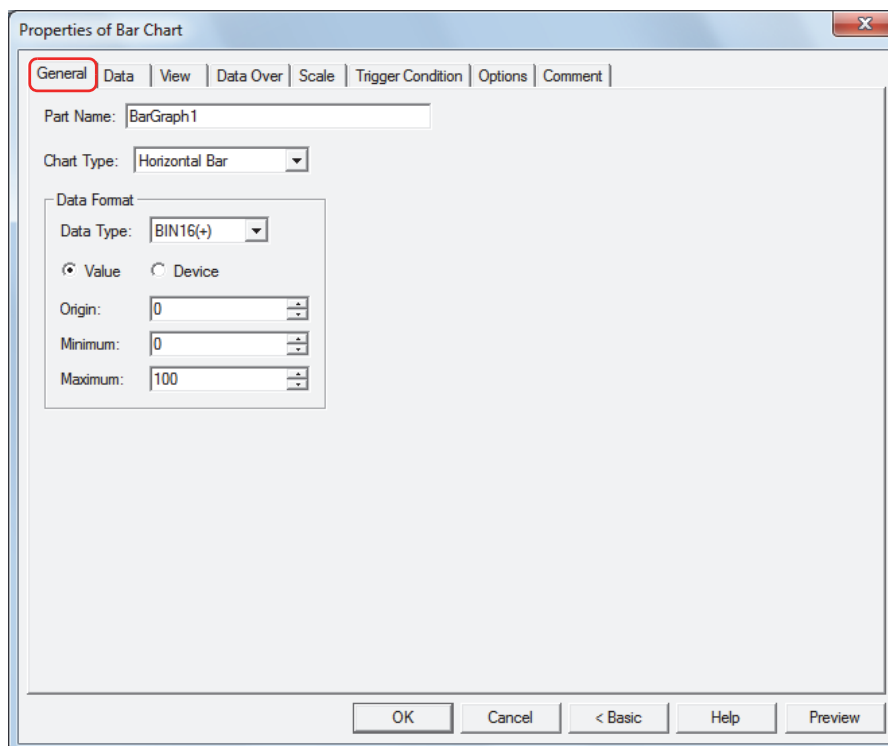 Properties of Bar Chart
General Data View Data Over Scale Trigger Condition Options Comment
Part Name: BarGraph1
Chart Type: Horizontal Bar
Data Format
Data Type: BIN16(+)
Value Device
Origin: 0
Minimum: 0
Maximum: 100
OK Cancel < Basic Help Preview